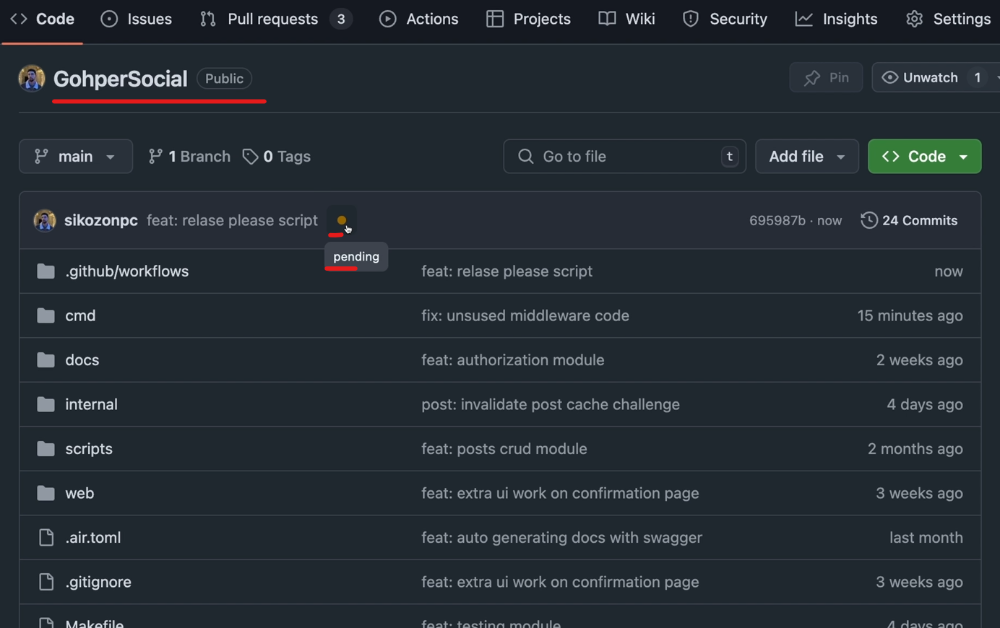 Code Issues Pull requests 3 Actions Projects Wiki Security Insights Settings
GohperSocial Public Pin Unwatch 1
main 1 Branch 0 Tags Go to file t Add file Code
sikozonpc feat: relase please script 695987b · now 24 Commits
pending
.github/workflows feat: relase please script now
cmd fix: unsused middleware code 15 minutes ago
docs feat: authorization module 2 weeks ago
internal post: invalidate post cache challenge 4 days ago
scripts feat: posts crud module 2 months ago
web feat: extra ui work on confirmation page 3 weeks ago
.air.toml feat: auto generating docs with swagger last month
.gitignore feat: extra ui work on confirmation page 3 weeks ago
Makefile feat: testing module 4 days ago